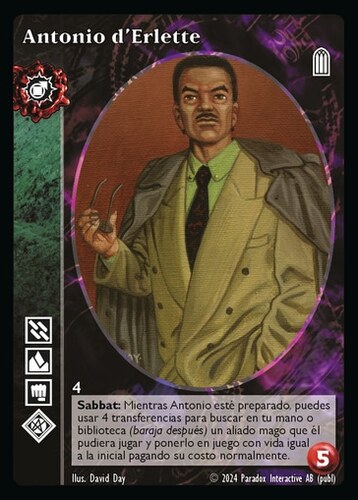 Antonio d'Erlette
AY
4
Sabbat: Mientras Antonio esté preparado, puedes
usar 4 transferencias para buscar en tu mano o
biblioteca (baraja después) un aliado mago que él
pudiera jugar y ponerlo en juego con vida igual
a la inicial pagando su costo normalmente.
5
Ilus. David Day
© 2024 Paradox Interactive AB (publ)